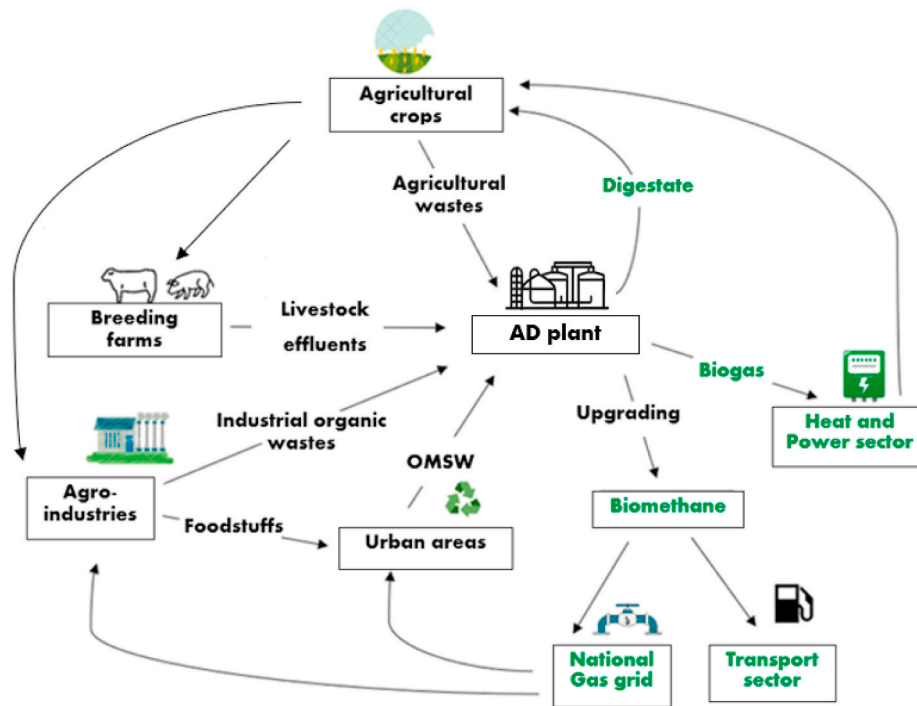 Agricultural
crops
Agricultural
wastes
Digestate
Breeding
farms
Livestock
effluents
AD plant
Biogas
Heat and
Power sector
Industrial organic
wastes
Upgrading
OMSW
Agro-
industries
Foodstuffs
Urban areas
Biomethane
National
Gas grid
Transport
sector